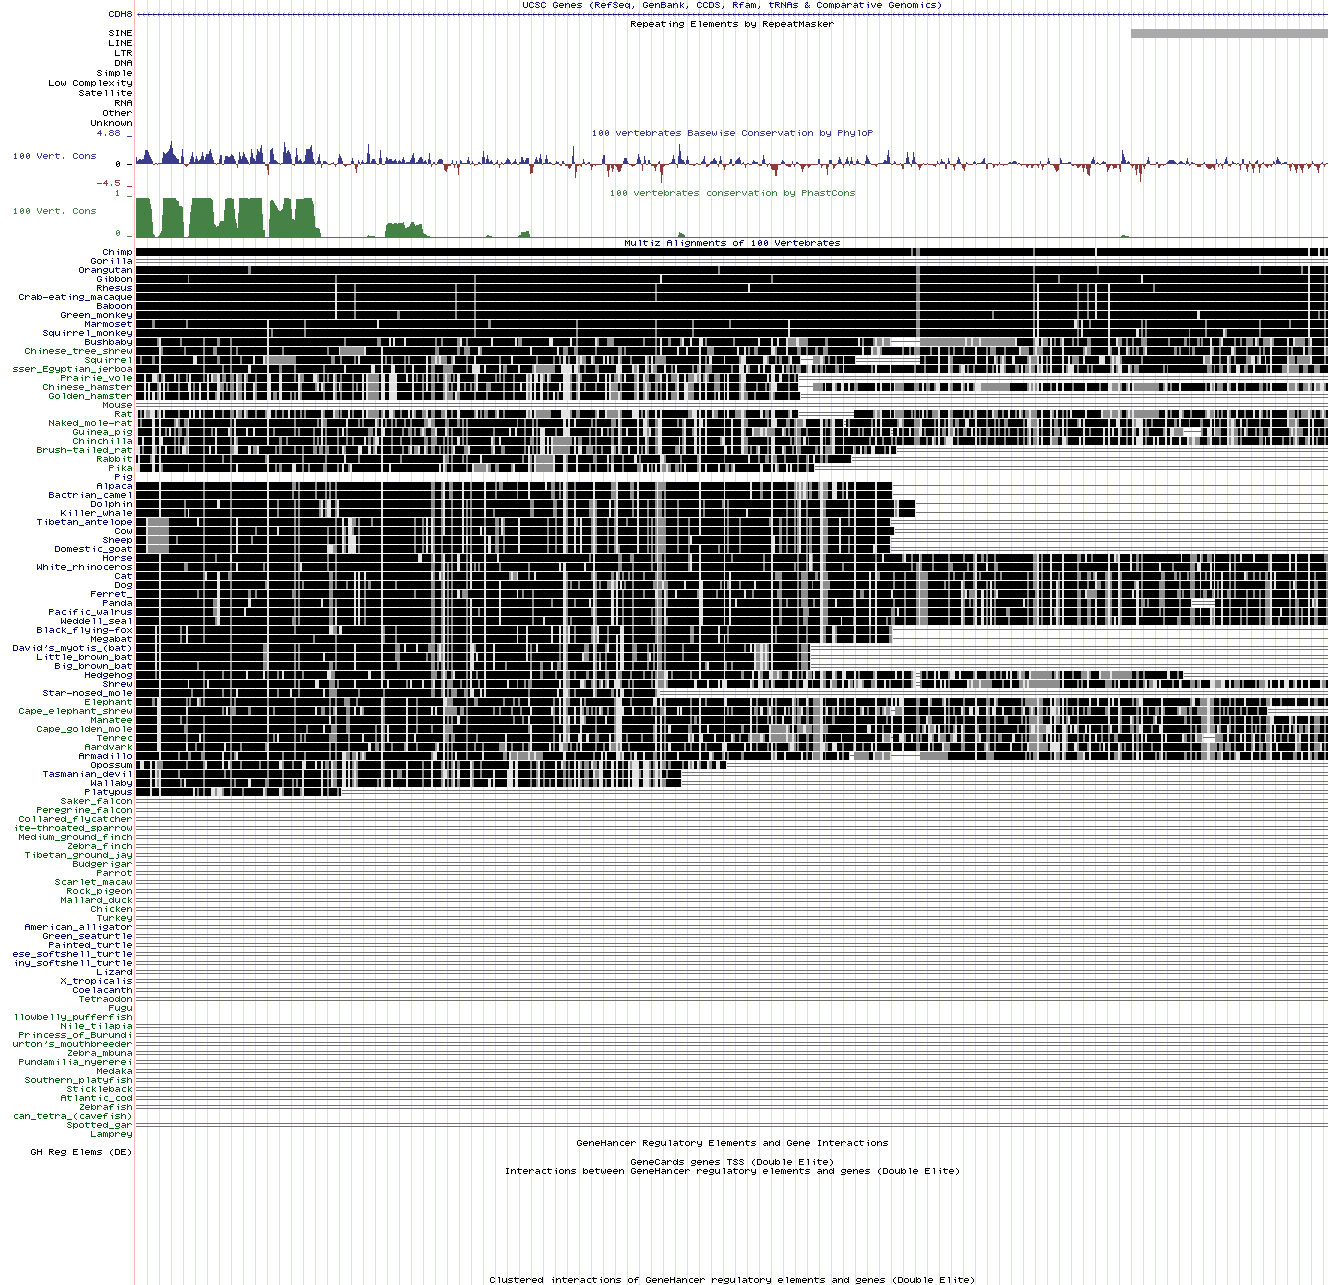 UCSC Genes (RefSeq, GenBank, CCDS, Rfam, tRNAs & Comparative Genomics)
CDH8
Repeating Elements by RepeatMasker
SINE
LINE
LTR
DNA
Simple
Low Complexity
Satellite
RNA
Other
Unknown
4.88 _
100 vertebrates Basewise Conservation by PhyloP
100 Vert. Cons
0 _
-4.5 _
100 vertebrates conservation by PhastCons
1 _
100 Vert. Cons
0 _
Multiz Alignments of 100 Vertebrates
Chimp
Gorilla
Orangutan
Gibbon
Rhesus
Crab-eating_macaque
Baboon
Green_monkey
Marmoset
Squirrel_monkey
Bushbaby
Chinese_tree_shrew
Squirrel
sser_Egyptian_jerboa
Prairie_vole
Chinese_hamster
Golden_hamster
Mouse
Rat
Naked_mole-rat
Guinea_pig
Chinchilla
Brush-tailed_rat
Rabbit
Pika
Pig
Alpaca
Bactrian_camel
Dolphin
Killer_whale
Tibetan_antelope
Cow
Sheep
Domestic_goat
Horse
White_rhinoceros
Cat
Dog
Ferret_
Panda
Pacific_walrus
Weddell_seal
Black_flying-fox
Megabat
David's_myotis_(bat)
Little_brown_bat
Big_brown_bat
Hedgehog
Shrew
Star-nosed_mole
Elephant
Cape_elephant_shrew
Manatee
Cape_golden_mole
Tenrec
Aardvark
Armadillo
Opossum
Tasmanian_devil
Wallaby
Platypus
Saker_falcon
Peregrine_falcon
Collared_flycatcher
ite-throated_sparrow
Medium_ground_finch
Zebra_finch
Tibetan_ground_jay
Budgerigar
Parrot
Scarlet_macaw
Rock_pigeon
Mallard_duck
Chicken
Turkey
American_alligator
Green_seaturtle
Painted_turtle
ese_softshell_turtle
iny_softshell_turtle
Lizard
X_tropicalis
Coelacanth
Tetraodon
Fugu
llowbelly_pufferfish
Nile_tilapia
Princess_of_Burundi
urton's_mouthbreeder
Zebra_mbuna
Pundamilia_nyererei
Medaka
Southern_platyfish
Stickleback
Atlantic_cod
Zebrafish
can_tetra_(cavefish)
Spotted_gar
Lamprey
GeneHancer Regulatory Elements and Gene Interactions
GH Reg Elems (DE)
GeneCards genes TSS (Double Elite)
Interactions between GeneHancer regulatory elements and genes (Double Elite)
Clustered interactions of GeneHancer regulatory elements and genes (Double Elite)